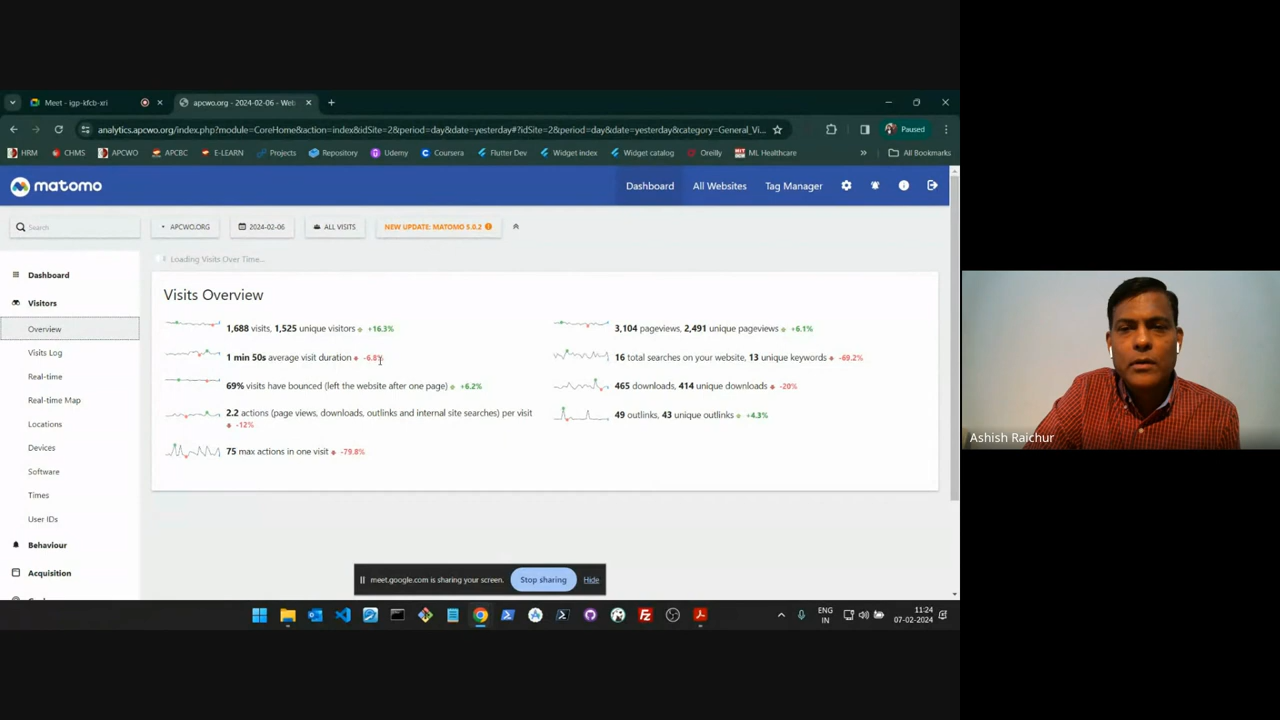 Meet - igp-kfcb-xri
apcwo.org - 2024-02-06 - Web
analytics.apcwo.org/index.php?module=CoreHome&action=index&idSite=2&period=day&date=yesterday#?idSite=2&period=day&date=yesterday&category=General_Vi...
Paused
HRM CHMS APCWO APCBC E-LEARN Projects Repository Udemy Coursera Flutter Dev Widget index Widget catalog Oreilly ML Healthcare » All Bookmarks
matomo
Dashboard All Websites Tag Manager
Search
APCWO.ORG 2024-02-06 ALL VISITS NEW UPDATE: MATOMO 5.0.2
Loading Visits Over Time...
Dashboard
Visitors
Overview
Visits Log
Real-time
Real-time Map
Locations
Devices
Software
Times
User IDs
Behaviour
Acquisition
Visits Overview
1,688 visits, 1,525 unique visitors +16.3%
1 min 50s average visit duration -6.8%
69% visits have bounced (left the website after one page) +6.2%
2.2 actions (page views, downloads, outlinks and internal site searches) per visit
-12%
75 max actions in one visit -79.8%
3,104 pageviews, 2,491 unique pageviews +6.1%
16 total searches on your website, 13 unique keywords -69.2%
465 downloads, 414 unique downloads -20%
49 outlinks, 43 unique outlinks +4.3%
meet.google.com is sharing your screen. Stop sharing Hide
ENG
IN
11:24
07-02-2024
Ashish Raichur